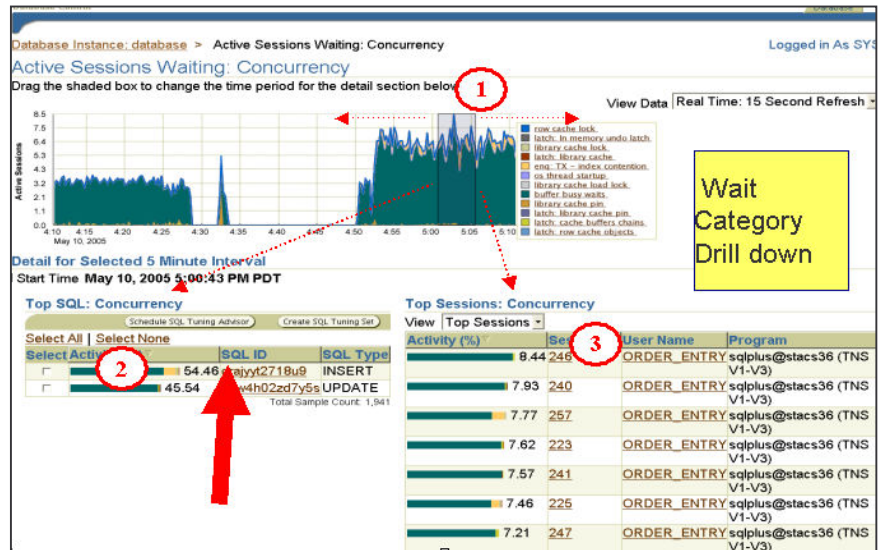 Database Instance: database > Active Sessions Waiting: Concurrency
Logged in As SYS
Active Sessions Waiting: Concurrency
Drag the shaded box to change the time period for the detail section below
1
View Data Real Time: 15 Second Refresh
Active Sessions
8.5
7.5
6.4
5.3
4.3
3.2
2.1
1.1
0.0
4:10 4:15 4:20 4:25 4:30 4:35 4:40 4:45 4:50 4:55 5:00 5:05 5:10
May 10, 2005
row cache lock
latch: In memory undo latch
library cache lock
latch: library cache
enq: TX - index contention
os thread startup
library cache load lock
buffer busy waits
library cache pin
latch: library cache pin
latch: cache buffers chains
latch: row cache objects
Wait
Category
Drill down
Detail for Selected 5 Minute Interval
Start Time May 10, 2005 5:00:43 PM PDT
Top SQL: Concurrency
Schedule SQL Tuning Advisor Create SQL Tuning Set
Select All | Select None
Select SQL ID SQL Type
2
54.46 INSERT
45.54 UPDATE
Total Sample Count: 1,941
Top Sessions: Concurrency
View Top Sessions
Activity (%) User Name Program
3
8.44 246 ORDER_ENTRY sqlplus@stacs36 (TNS
V1-V3)
7.93 240 ORDER_ENTRY sqlplus@stacs36 (TNS
V1-V3)
7.77 257 ORDER_ENTRY sqlplus@stacs36 (TNS
V1-V3)
7.62 223 ORDER_ENTRY sqlplus@stacs36 (TNS
V1-V3)
7.57 241 ORDER_ENTRY sqlplus@stacs36 (TNS
V1-V3)
7.46 225 ORDER_ENTRY sqlplus@stacs36 (TNS
V1-V3)
7.21 247 ORDER_ENTRY sqlplus@stacs36 (TNS
V1-V3)